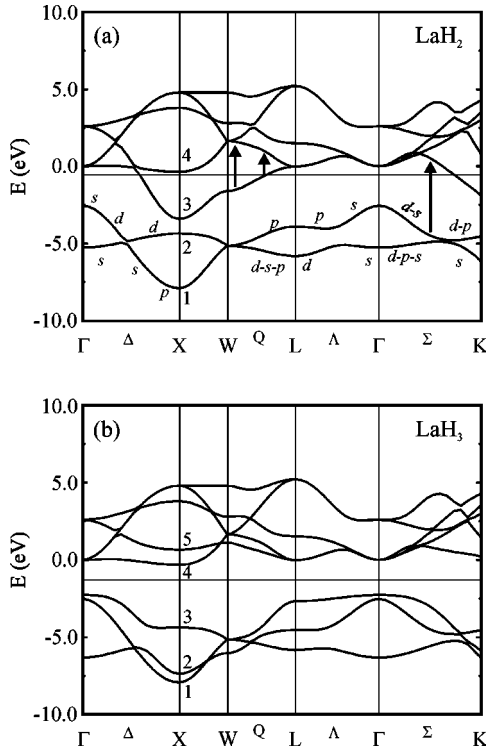 (a) LaH2
10.0
5.0
0.0
-5.0
-10.0
E (eV)
4
3
2
1
s d d
s s p
p p d-s d-p
d-s-p d s d-p-s s
Γ Δ X W Q L Λ Γ Σ K
(b) LaH3
10.0
5.0
0.0
-5.0
-10.0
E (eV)
5
4
3
2
1
Γ Δ X W Q L Λ Γ Σ K